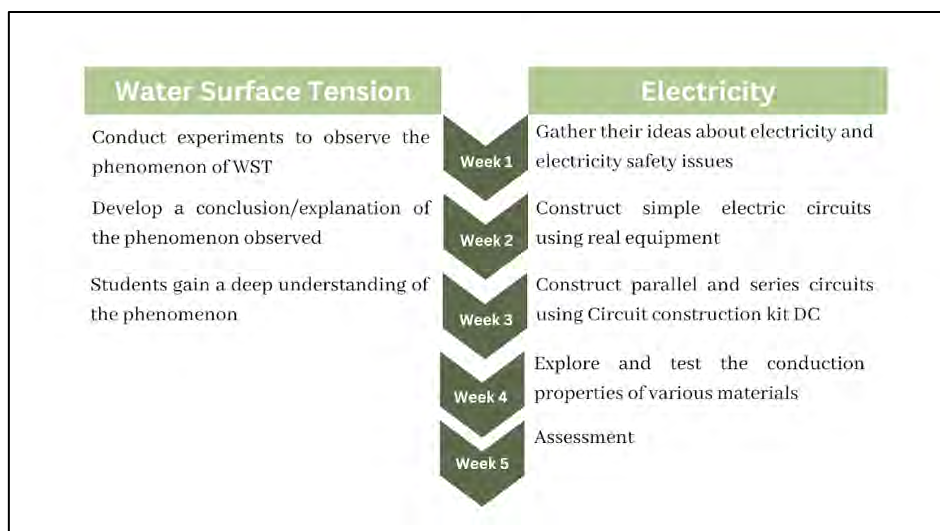 Water Surface Tension
Conduct experiments to observe the
phenomenon of WST
Develop a conclusion/explanation of
the phenomenon observed
Students gain a deep understanding of
the phenomenon
Week 1
Week 2
Week 3
Week 4
Week 5
Electricity
Gather their ideas about electricity and
electricity safety issues
Construct simple electric circuits
using real equipment
Construct parallel and series circuits
using Circuit construction kit DC
Explore and test the conduction
properties of various materials
Assessment